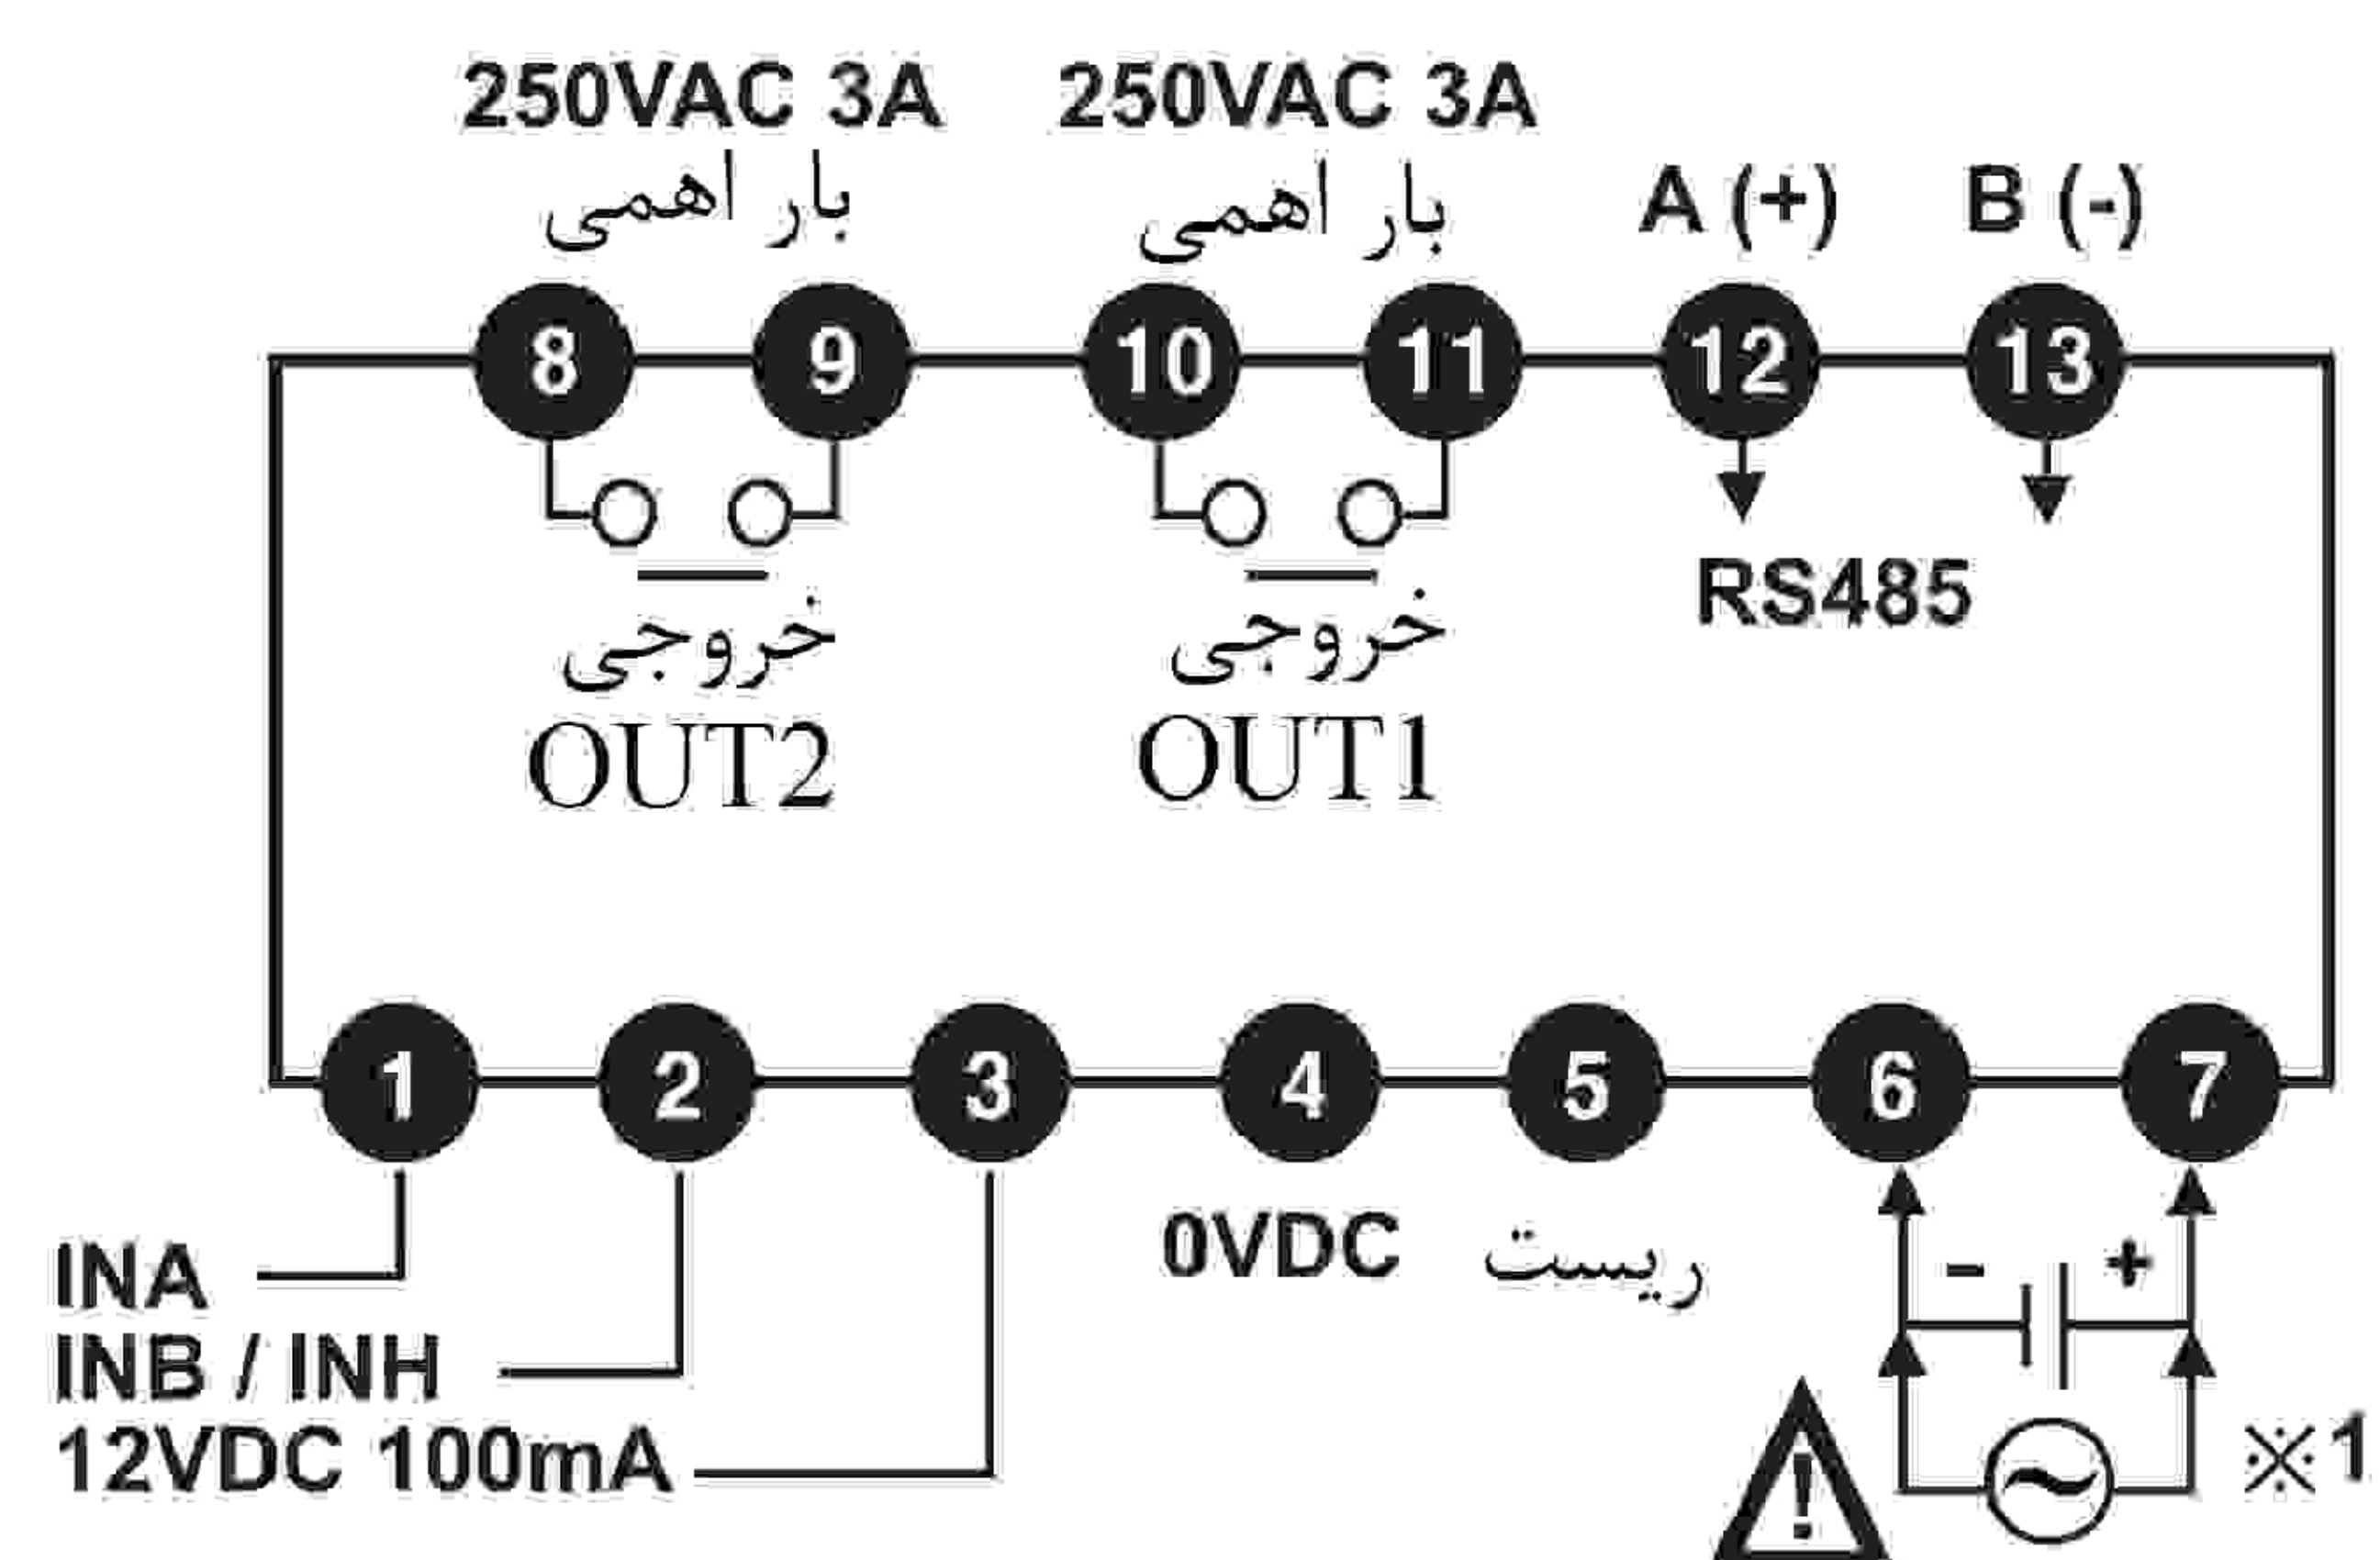 250VAC 3A 250VAC 3A
بار اهمی بار اهمی A (+) B (-)
8 9 10 11 12 13
RS485
خروجی خروجی
OUT2 OUT1
1 2 3 4 5 6 7
0VDC ریست
INA - +
INB / INH
12VDC 100mA ! ~ ※1